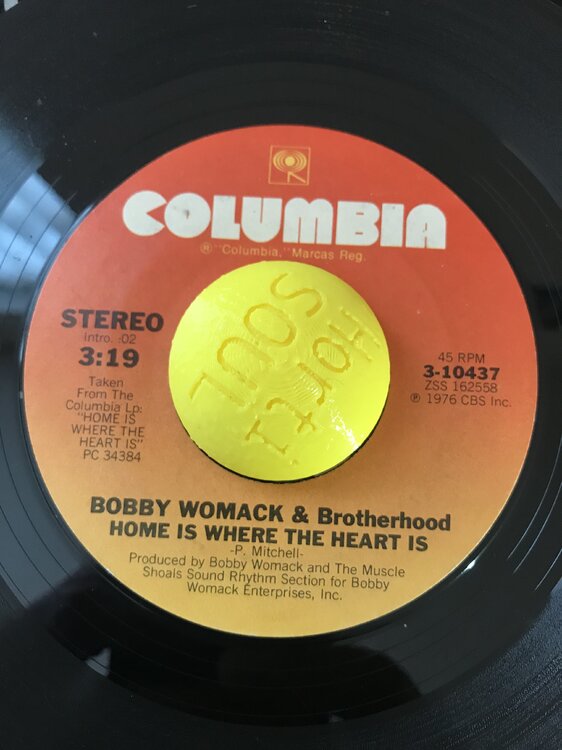 COLUMBIA
® "Columbia," Marcas Reg.
STEREO
intro. :02
3:19
Taken
From The
Columbia Lp:
"HOME IS
WHERE THE
HEART IS"
PC 34384
SOUL
45 RPM
3-10437
ZSS 162558
℗ 1976 CBS Inc.
BOBBY WOMACK & Brotherhood
HOME IS WHERE THE HEART IS
-P. Mitchell-
Produced by Bobby Womack and The Muscle
Shoals Sound Rhythm Section for Bobby
Womack Enterprises, Inc.